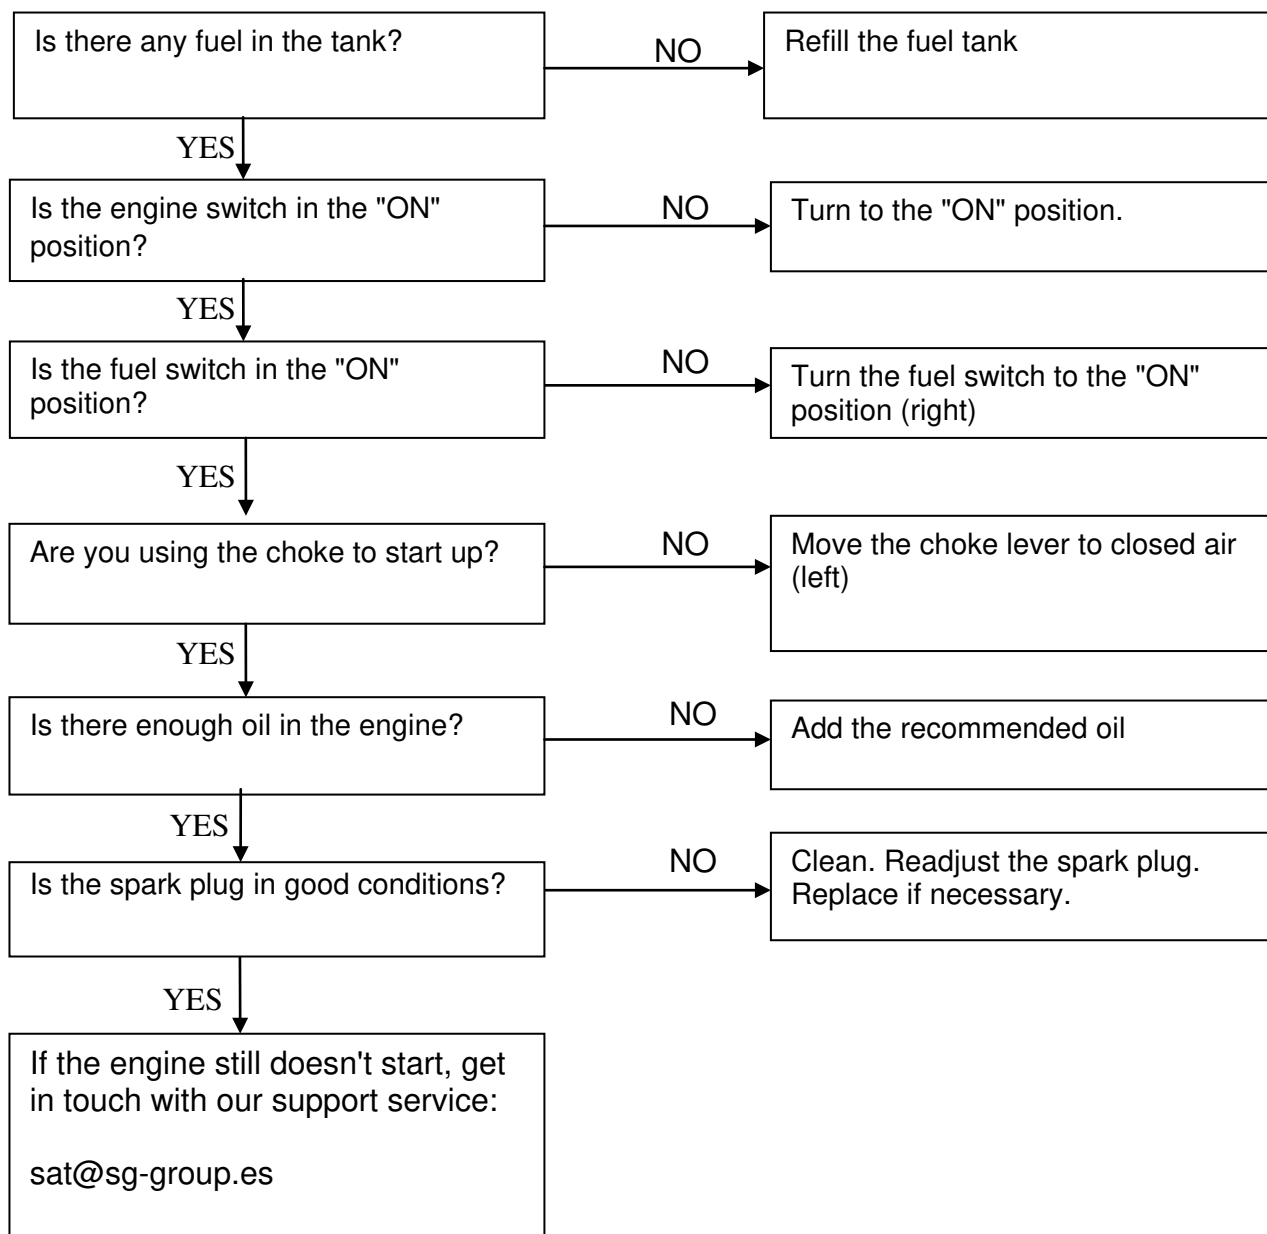 Is there any fuel in the tank?
NO
Refill the fuel tank
YES
Is the engine switch in the "ON"
position?
NO
Turn to the "ON" position.
YES
Is the fuel switch in the "ON"
position?
NO
Turn the fuel switch to the "ON"
position (right)
YES
Are you using the choke to start up?
NO
Move the choke lever to closed air
(left)
YES
Is there enough oil in the engine?
NO
Add the recommended oil
YES
Is the spark plug in good conditions?
NO
Clean. Readjust the spark plug.
Replace if necessary.
YES
If the engine still doesn't start, get
in touch with our support service:
sat@sg-group.es